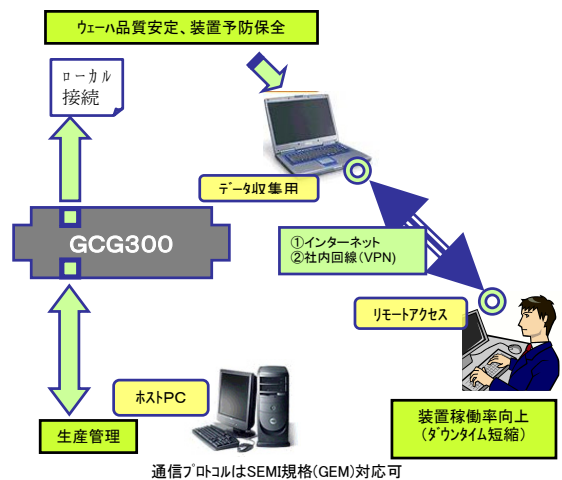 ｳｪｰﾊ品質安定、装置予防保全
ﾛｰｶﾙ
接続
ﾃﾞｰﾀ収集用
GCG300
①インターネット
②社内回線(VPN)
ﾘﾓｰﾄアクセス
ﾎｽﾄPC
生産管理
装置稼働率向上
(ﾀﾞｳﾝﾀｲﾑ短縮)
通信ﾌﾟﾛﾄｺﾙはSEMI規格(GEM)対応可